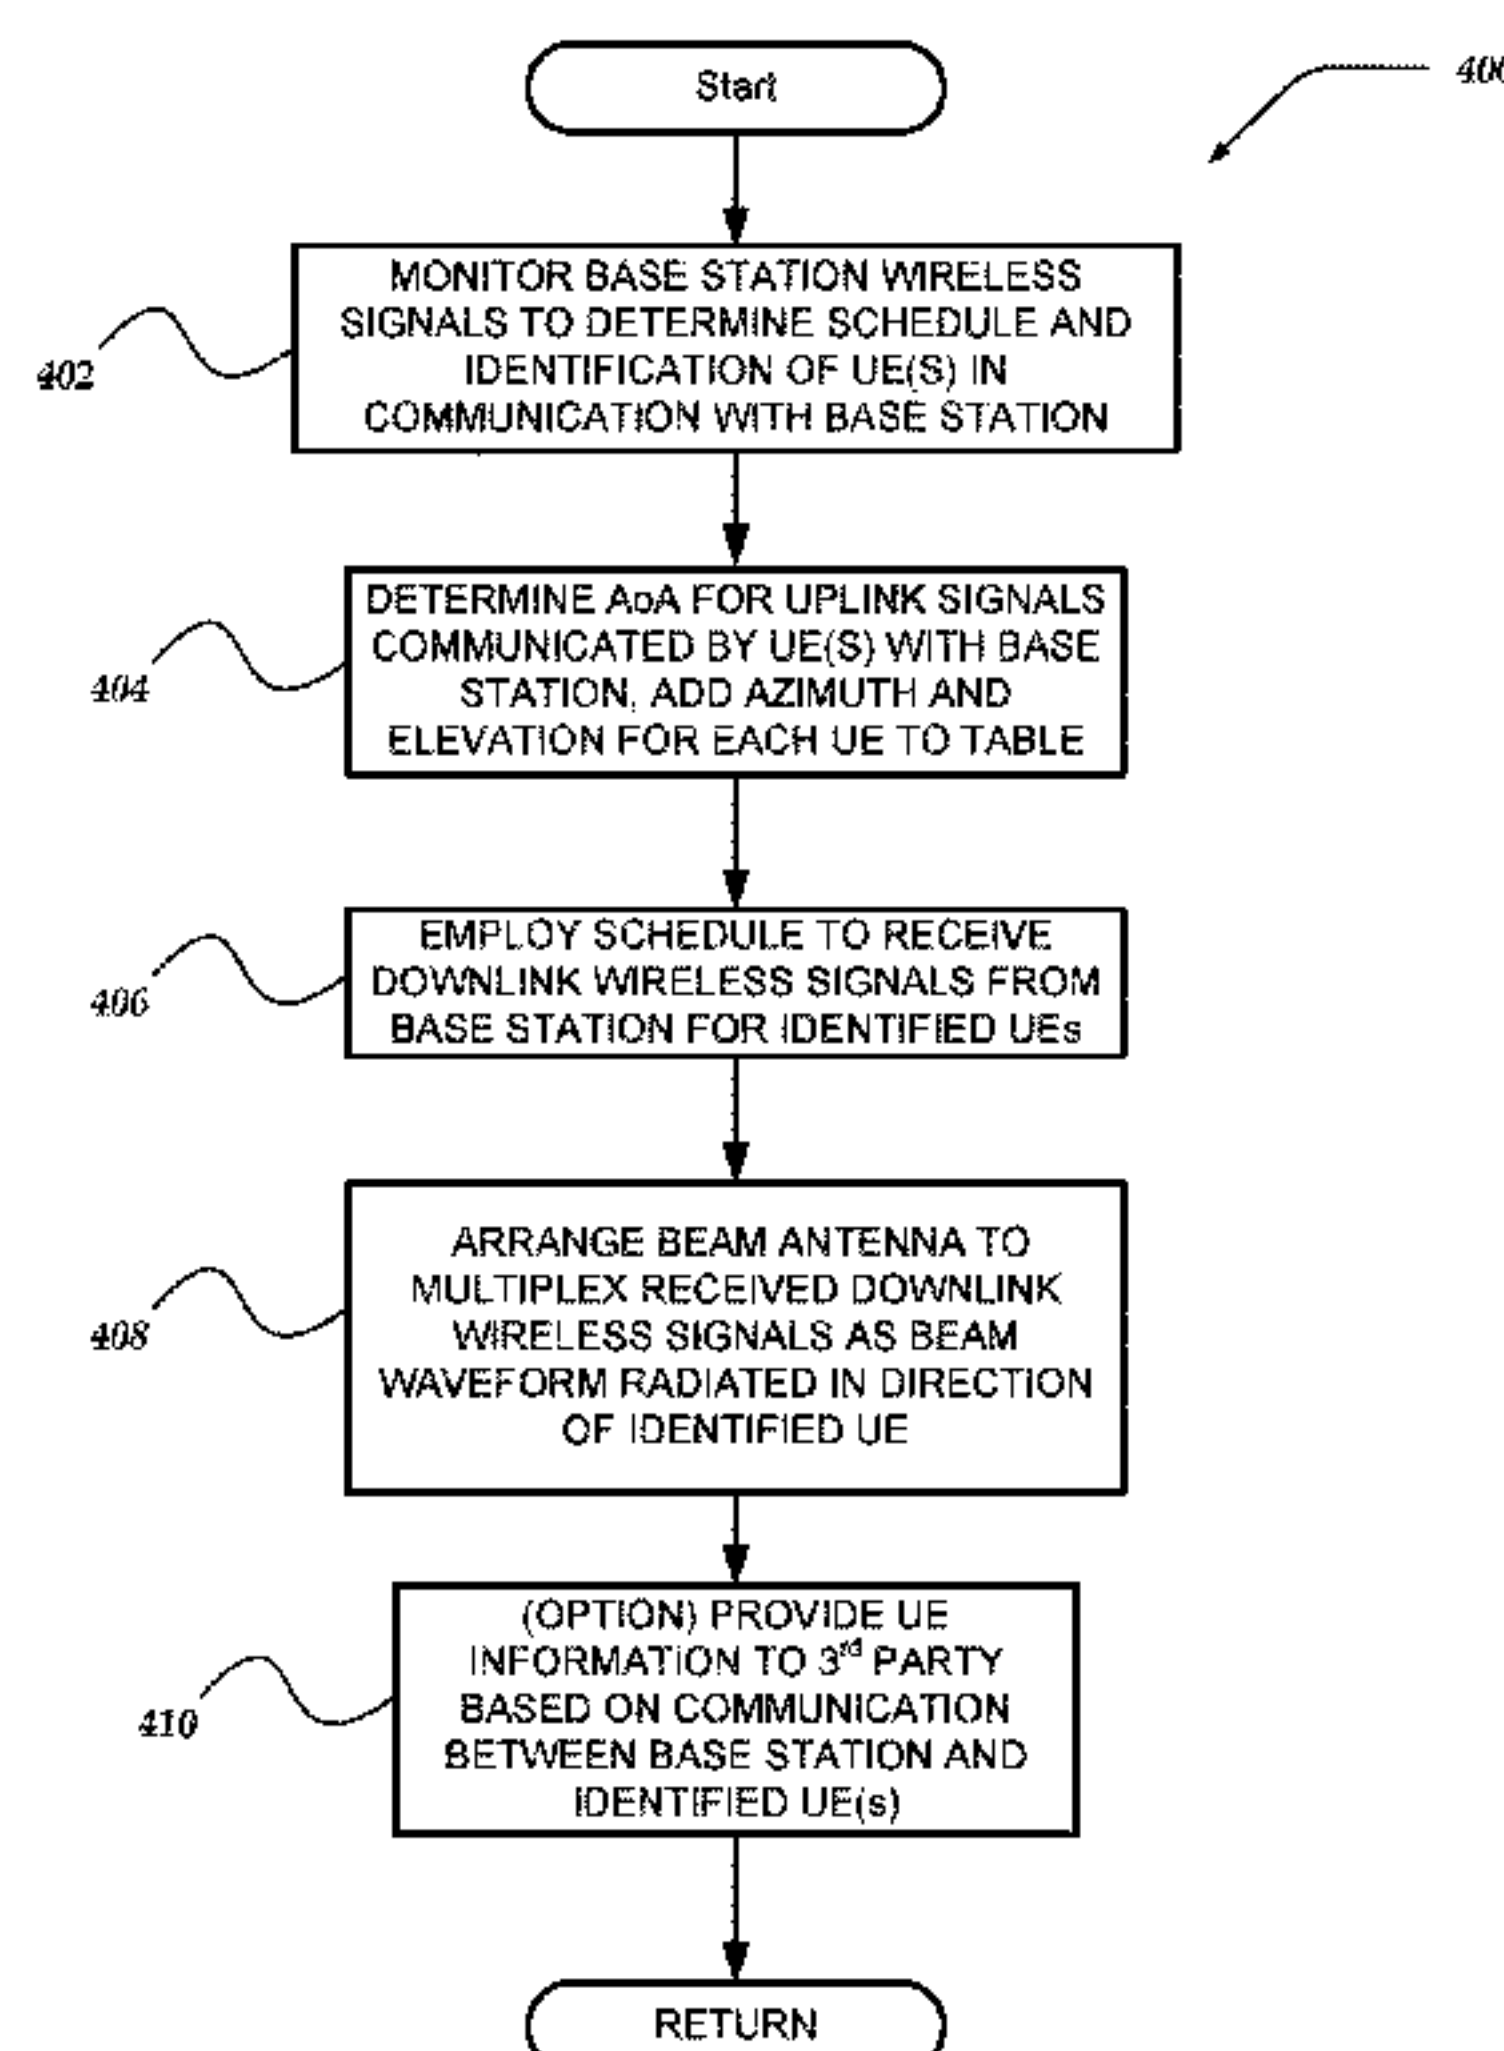 Start
400
MONITOR BASE STATION WIRELESS
SIGNALS TO DETERMINE SCHEDULE AND
IDENTIFICATION OF UE(S) IN
COMMUNICATION WITH BASE STATION
402
DETERMINE AoA FOR UPLINK SIGNALS
COMMUNICATED BY UE(S) WITH BASE
STATION, ADD AZIMUTH AND
ELEVATION FOR EACH UE TO TABLE
404
EMPLOY SCHEDULE TO RECEIVE
DOWNLINK WIRELESS SIGNALS FROM
BASE STATION FOR IDENTIFIED UEs
406
ARRANGE BEAM ANTENNA TO
MULTIPLEX RECEIVED DOWNLINK
WIRELESS SIGNALS AS BEAM
WAVEFORM RADIATED IN DIRECTION
OF IDENTIFIED UE
408
(OPTION) PROVIDE UE
INFORMATION TO 3rd PARTY
BASED ON COMMUNICATION
BETWEEN BASE STATION AND
IDENTIFIED UE(s)
410
RETURN